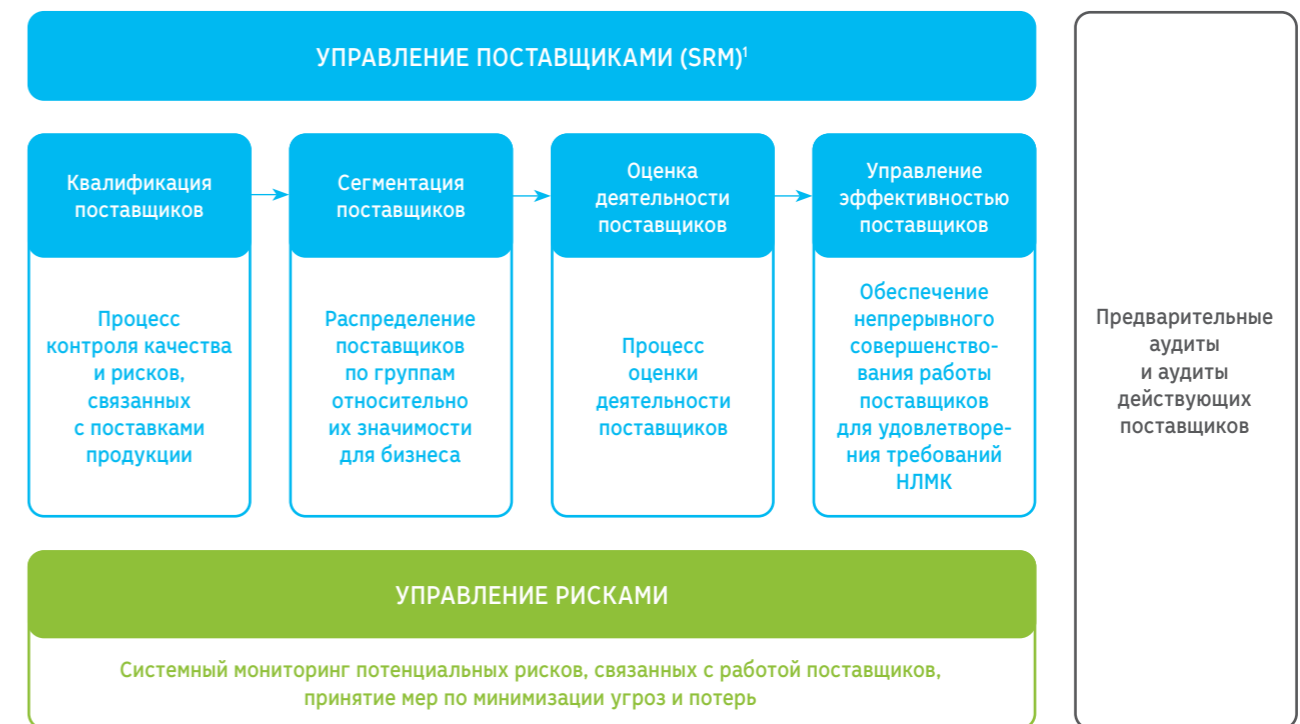 УПРАВЛЕНИЕ ПОСТАВЩИКАМИ (SRM)¹
Квалификация
поставщиков
Процесс
контроля качества
и рисков,
связанных
с поставками
продукции
Сегментация
поставщиков
Распределение
поставщиков
по группам
относительно
их значимости
для бизнеса
Оценка
деятельности
поставщиков
Процесс
оценки
деятельности
поставщиков
Управление
эффективностью
поставщиков
Обеспечение
непрерывного
совершенство-
вания работы
поставщиков
для удовлетворе-
ния требований
НЛМК
УПРАВЛЕНИЕ РИСКАМИ
Системный мониторинг потенциальных рисков, связанных с работой поставщиков,
принятие мер по минимизации угроз и потерь
Предварительные
аудиты
и аудиты
действующих
поставщиков